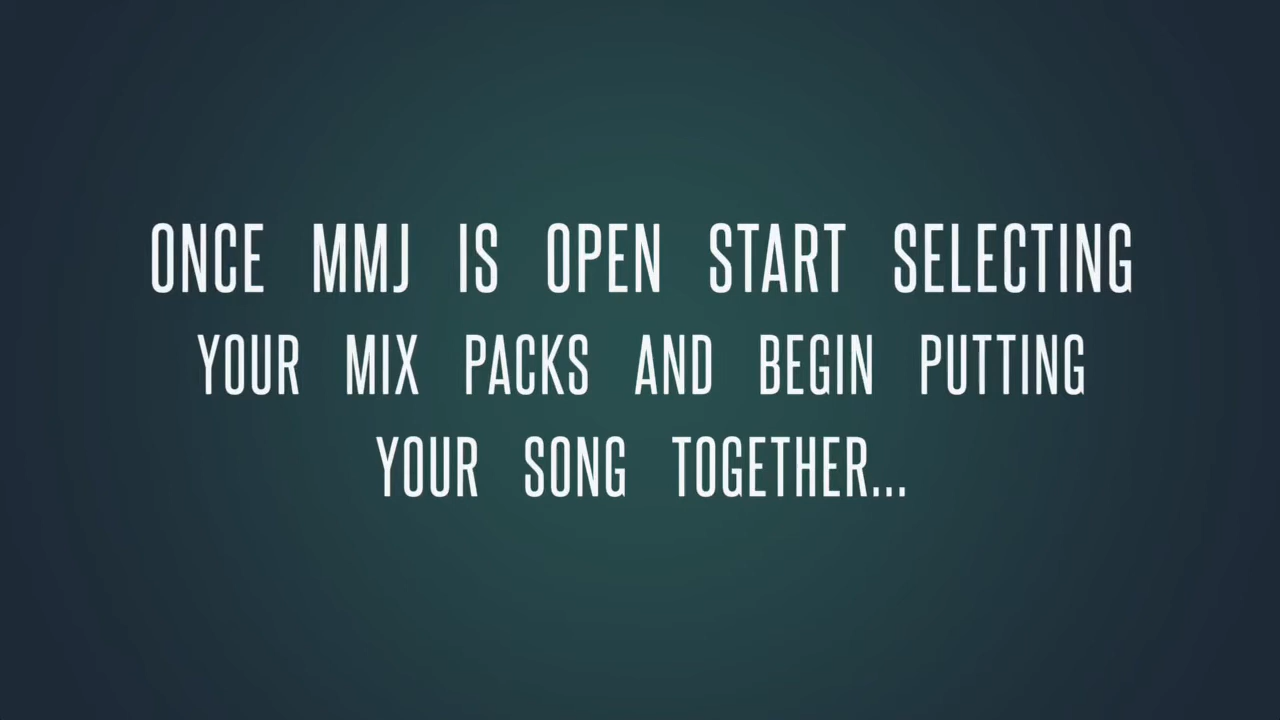 ONCE MMJ IS OPEN START SELECTING
YOUR MIX PACKS AND BEGIN PUTTING
YOUR SONG TOGETHER...